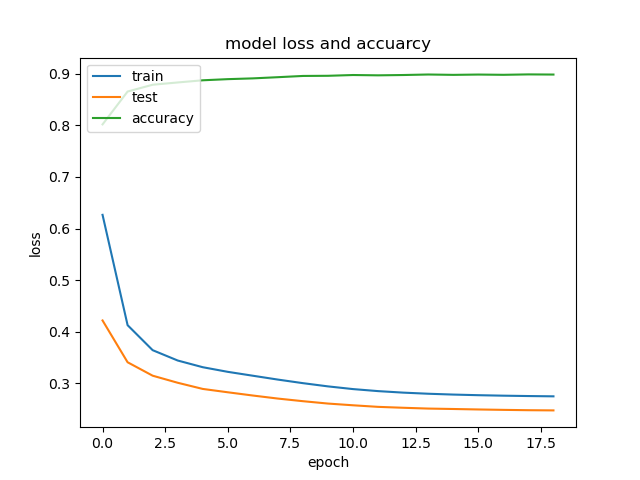 model loss and accuarcy
train
test
accuracy
0.9
0.8
0.7
0.6
0.5
0.4
0.3
loss
0.0 2.5 5.0 7.5 10.0 12.5 15.0 17.5
epoch